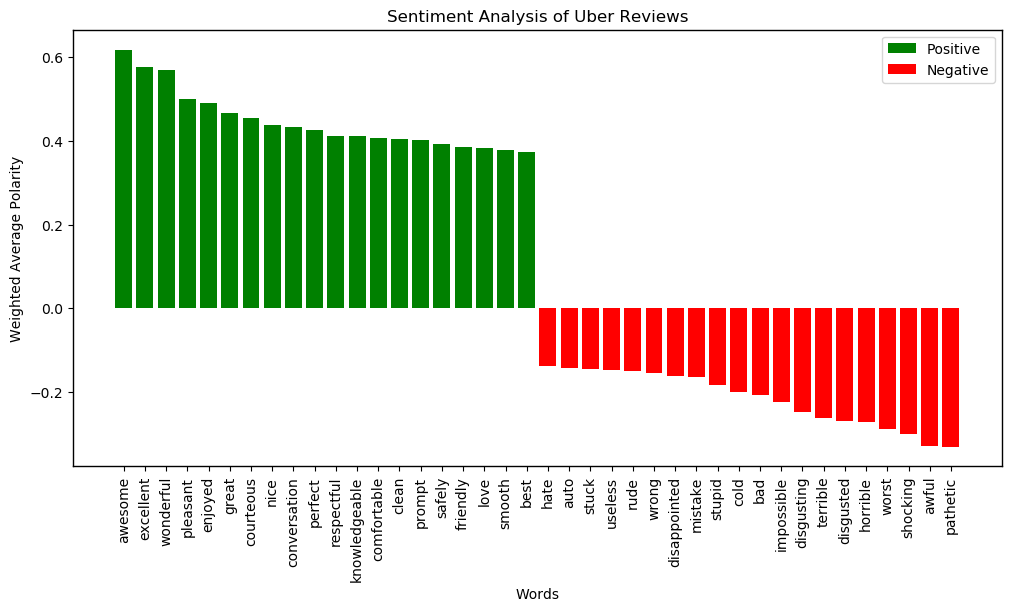 Sentiment Analysis of Uber Reviews
Positive
Negative
Weighted Average Polarity
0.6
0.4
0.2
0.0
−0.2
awesome
excellent
wonderful
pleasant
enjoyed
great
courteous
nice
conversation
perfect
respectful
knowledgeable
comfortable
clean
prompt
safely
friendly
love
smooth
best
hate
auto
stuck
useless
rude
wrong
disappointed
mistake
stupid
cold
bad
impossible
disgusting
terrible
disgusted
horrible
worst
shocking
awful
pathetic
Words